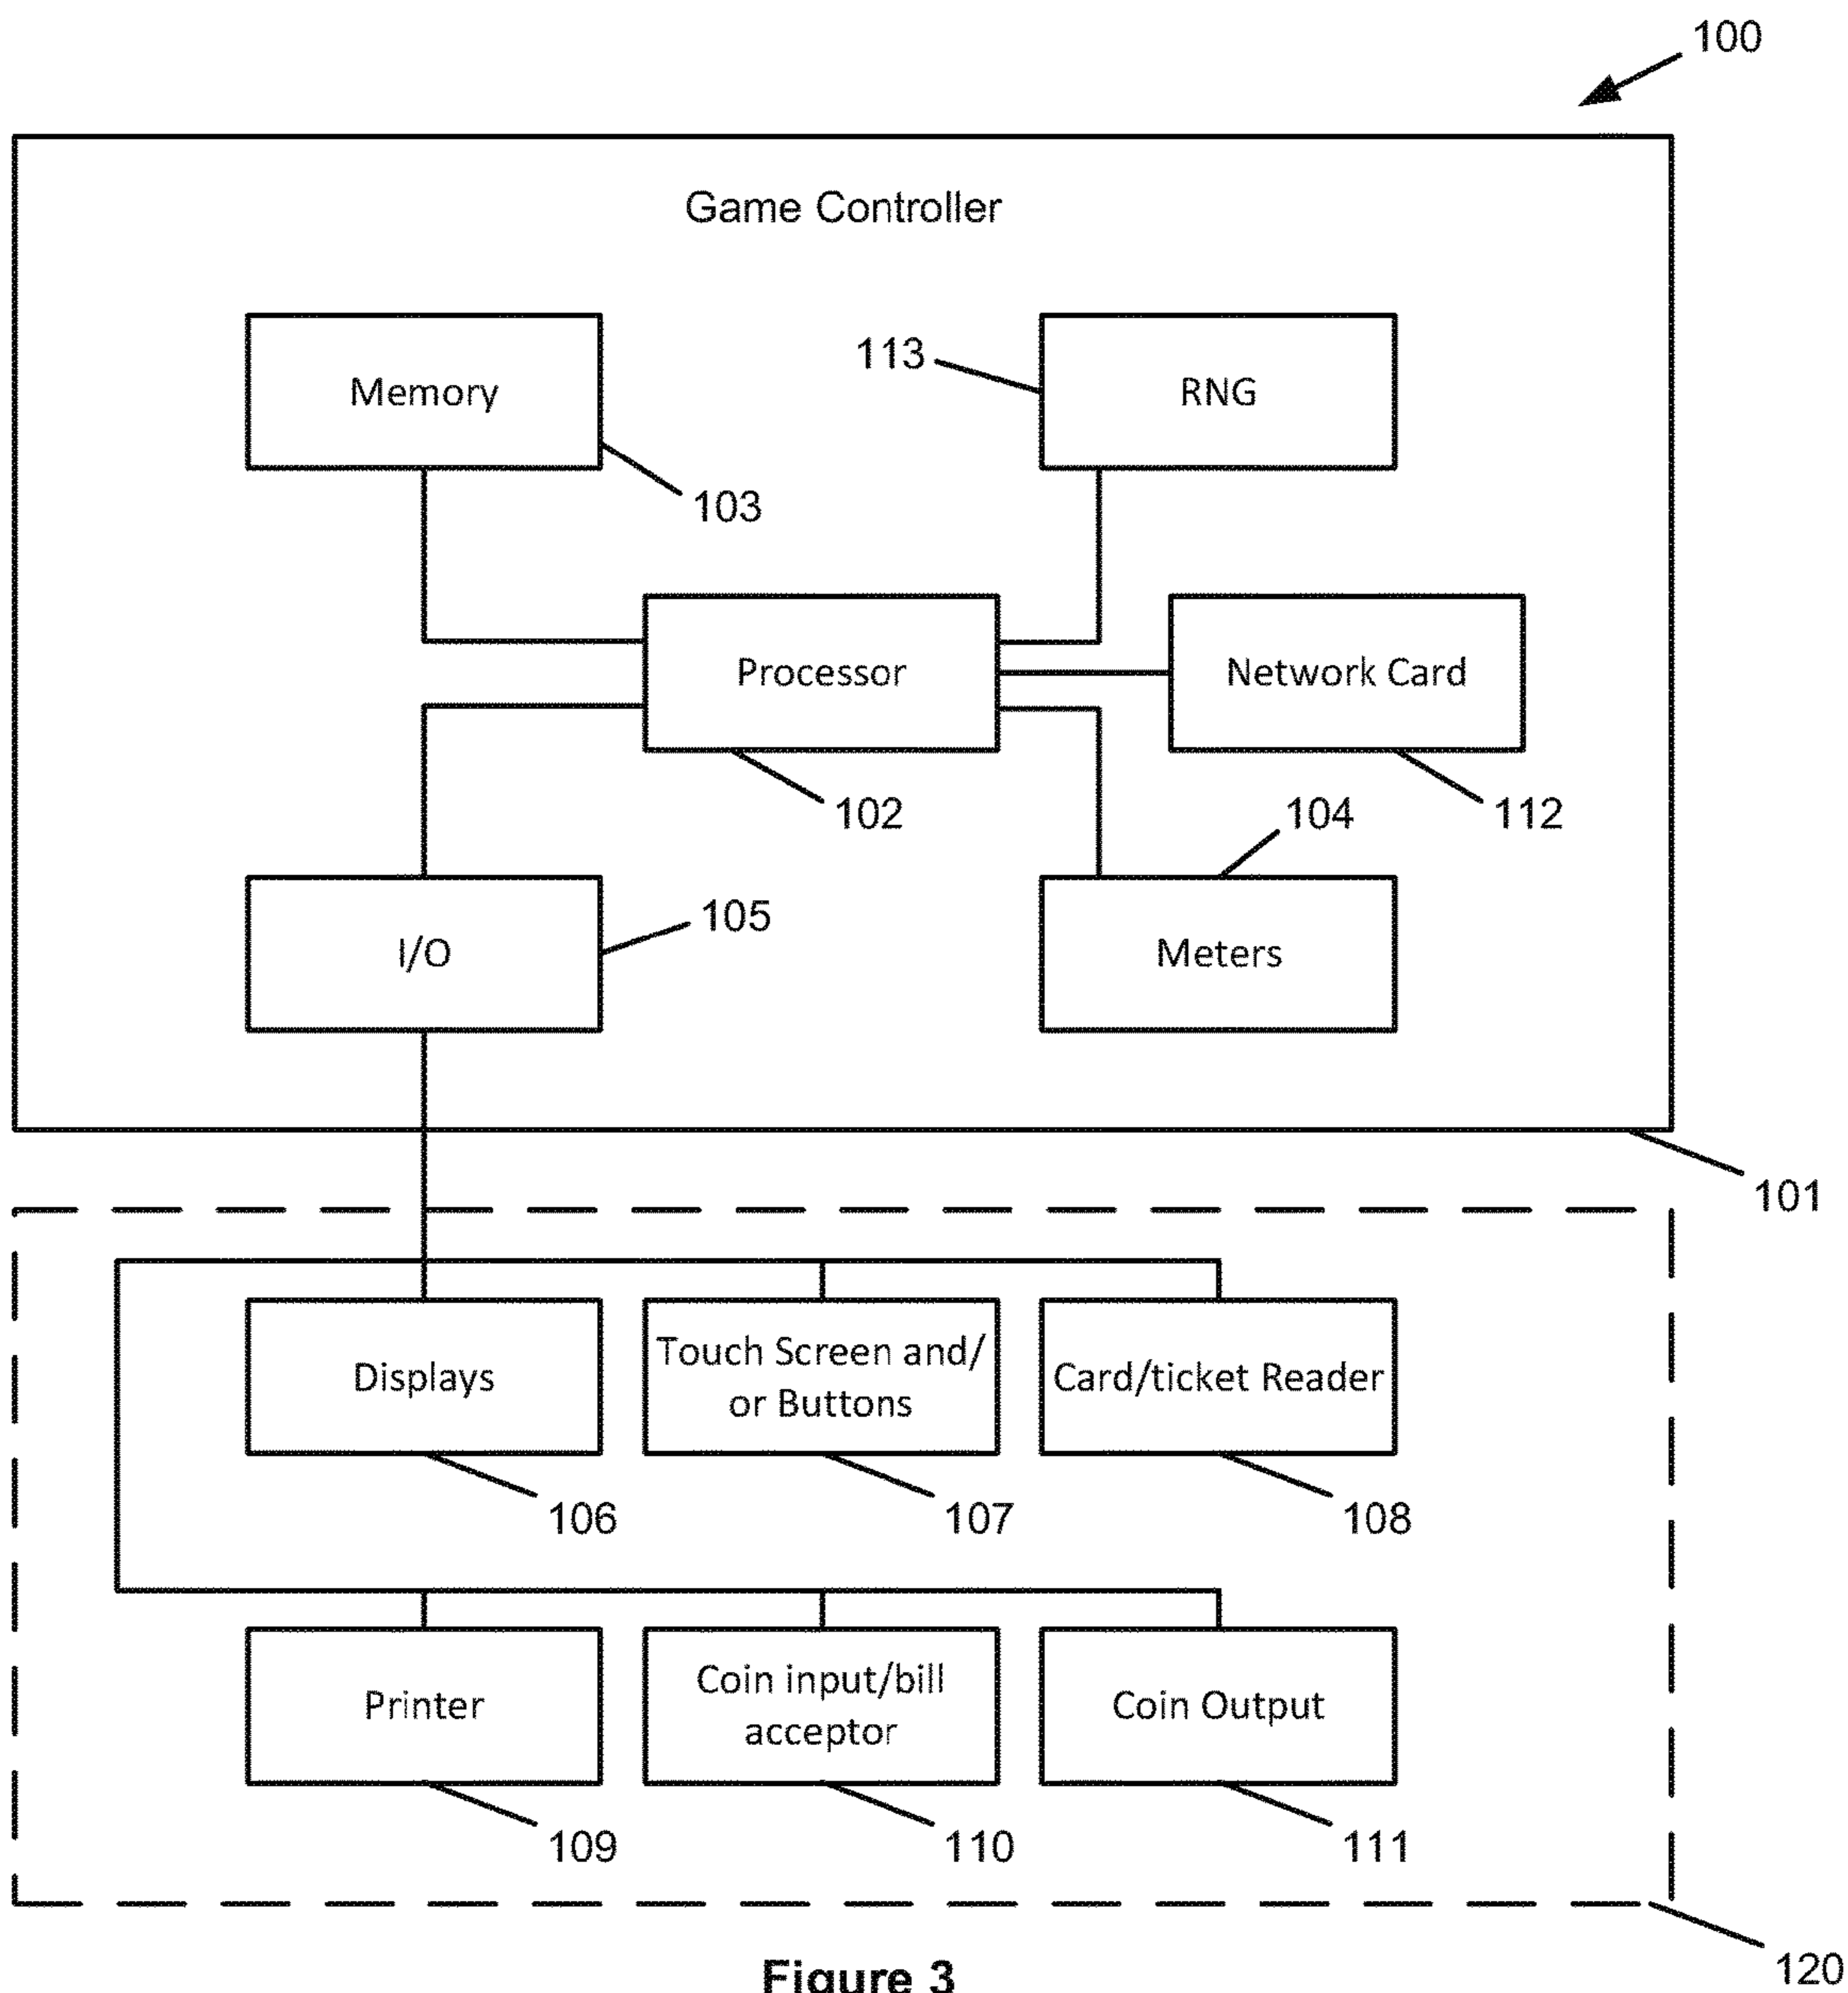 100
Game Controller
113
Memory
RNG
103
Processor
Network Card
102
104
112
105
I/O
Meters
101
Displays
Touch Screen and/
or Buttons
Card/ticket Reader
106
107
108
Printer
Coin input/bill
acceptor
Coin Output
109
110
111
120
Figure 3